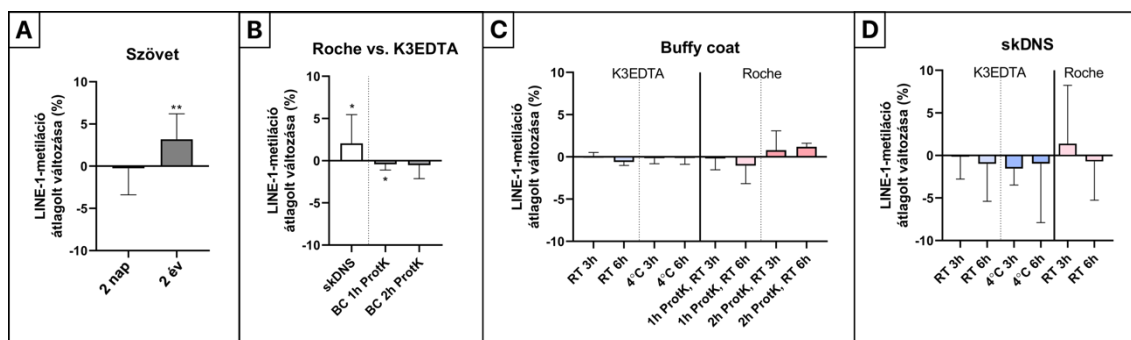 A
Szövet
LINE-1-metiláció
átlagolt változása (%)
10
5
0
-5
-10
**
2 nap
2 év
B
Roche vs. K3EDTA
LINE-1-metiláció
átlagolt változása (%)
10
5
0
-5
-10
*
*
skDNS
BC 1h ProtK
BC 2h ProtK
C
Buffy coat
K3EDTA
Roche
LINE-1-metiláció
átlagolt változása (%)
10
5
0
-5
-10
RT 3h
RT 6h
4°C 3h
4°C 6h
1h ProtK, RT 3h
1h ProtK, RT 6h
2h ProtK, RT 3h
2h ProtK, RT 6h
D
skDNS
K3EDTA
Roche
LINE-1-metiláció
átlagolt változása (%)
10
5
0
-5
-10
RT 3h
RT 6h
4°C 3h
4°C 6h
RT 3h
RT 6h